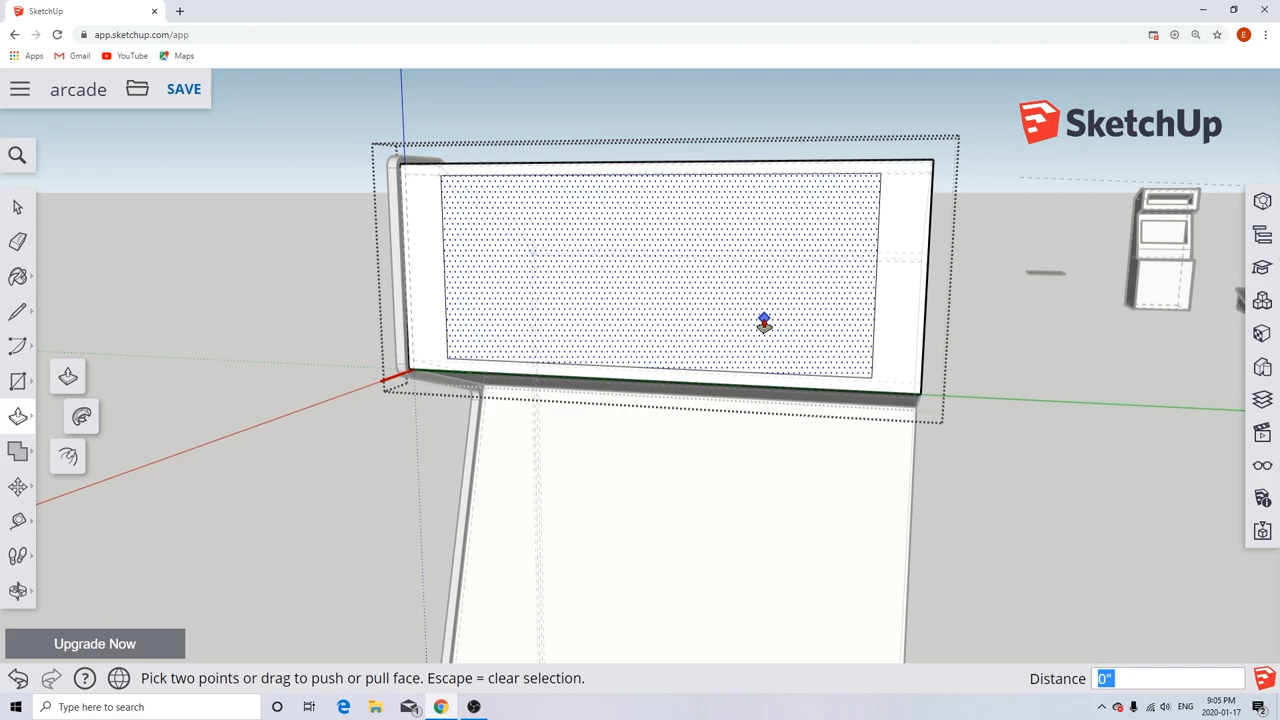 SketchUp
app.sketchup.com/app
E
Apps
Gmail
YouTube
Maps
arcade
SAVE
SketchUp
Upgrade Now
Pick two points or drag to push or pull face. Escape = clear selection.
Distance
0"
Type here to search
1
ENG
9:05 PM
2020-01-17
2